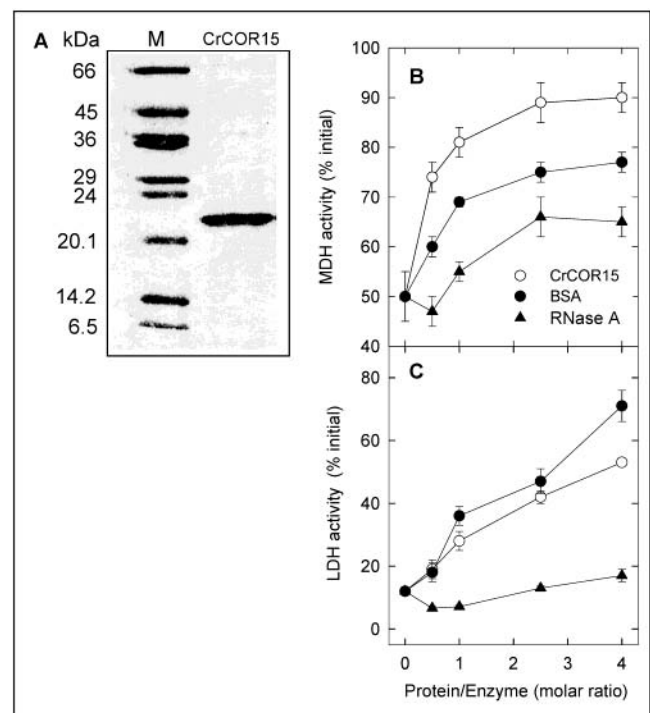 A kDa M CrCOR15
66
45
36
29
24
20.1
14.2
6.5
B
100
90
80
70
60
50
40
MDH activity (% initial)
CrCOR15
BSA
RNase A
C
80
60
40
20
0
LDH activity (% initial)
0 1 2 3 4
Protein/Enzyme (molar ratio)